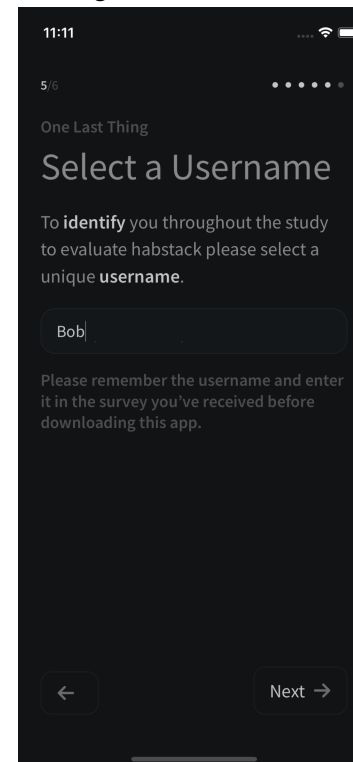 11:11
5/6
One Last Thing
Select a Username
To identify you throughout the study
to evaluate habstack please select a
unique username.
Bob
Please remember the username and enter
it in the survey you've received before
downloading this app.
Next